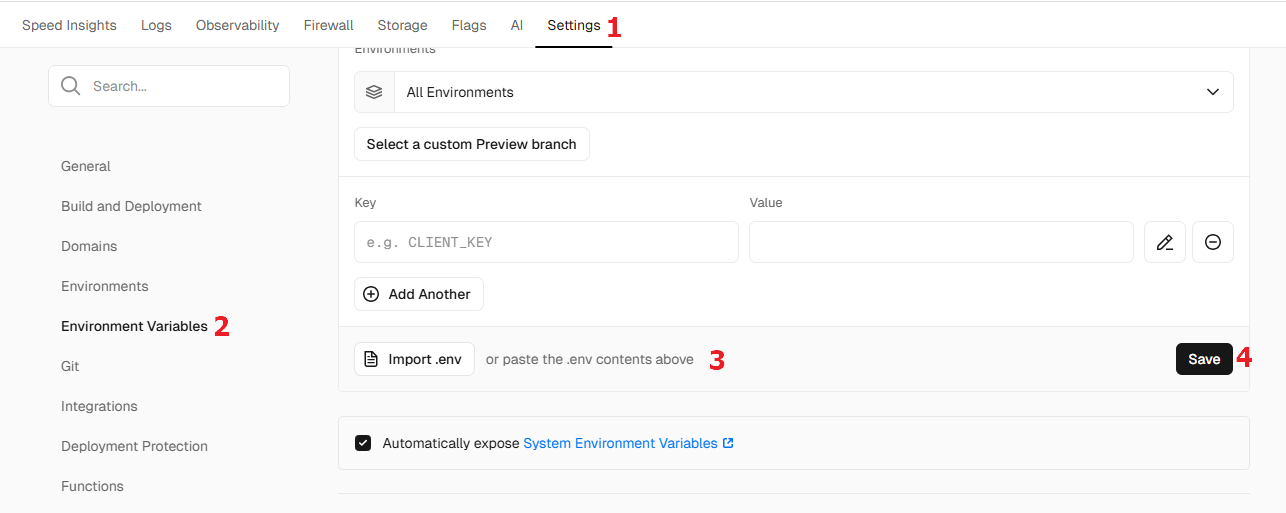 Speed Insights Logs Observability Firewall Storage Flags AI Settings 1
Environments
Search...
All Environments
Select a custom Preview branch
General
Build and Deployment
Domains
Environments
Environment Variables 2
Git
Integrations
Deployment Protection
Functions
Key Value
e.g. CLIENT_KEY
Add Another
Import .env or paste the .env contents above 3 Save 4
Automatically expose System Environment Variables